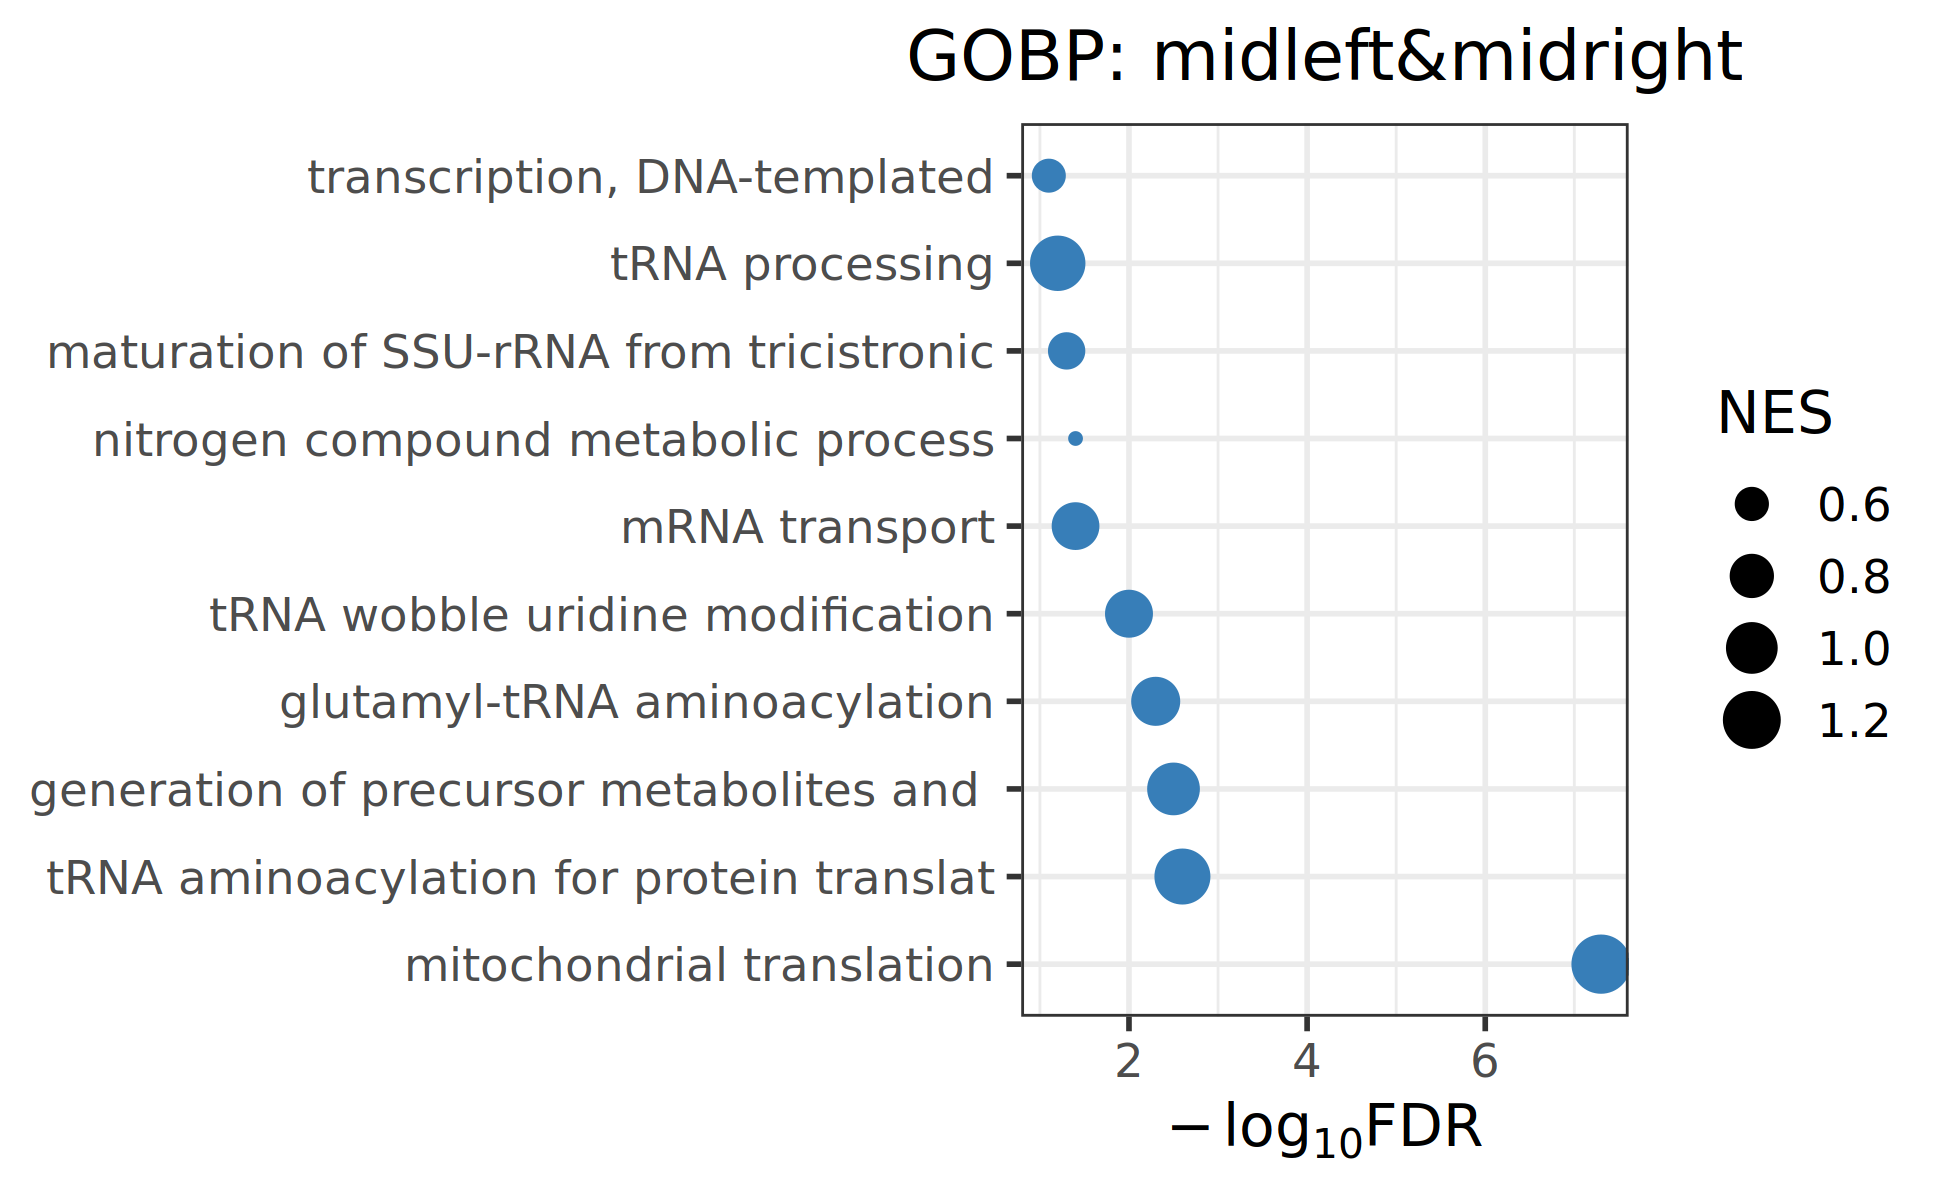 GOBP: midleft&midright
transcription, DNA-templated
tRNA processing
maturation of SSU-rRNA from tricistronic
nitrogen compound metabolic process
mRNA transport
tRNA wobble uridine modification
glutamyl-tRNA aminoacylation
generation of precursor metabolites and
tRNA aminoacylation for protein translat
mitochondrial translation
2 4 6
−log₁₀FDR
NES
0.6
0.8
1.0
1.2